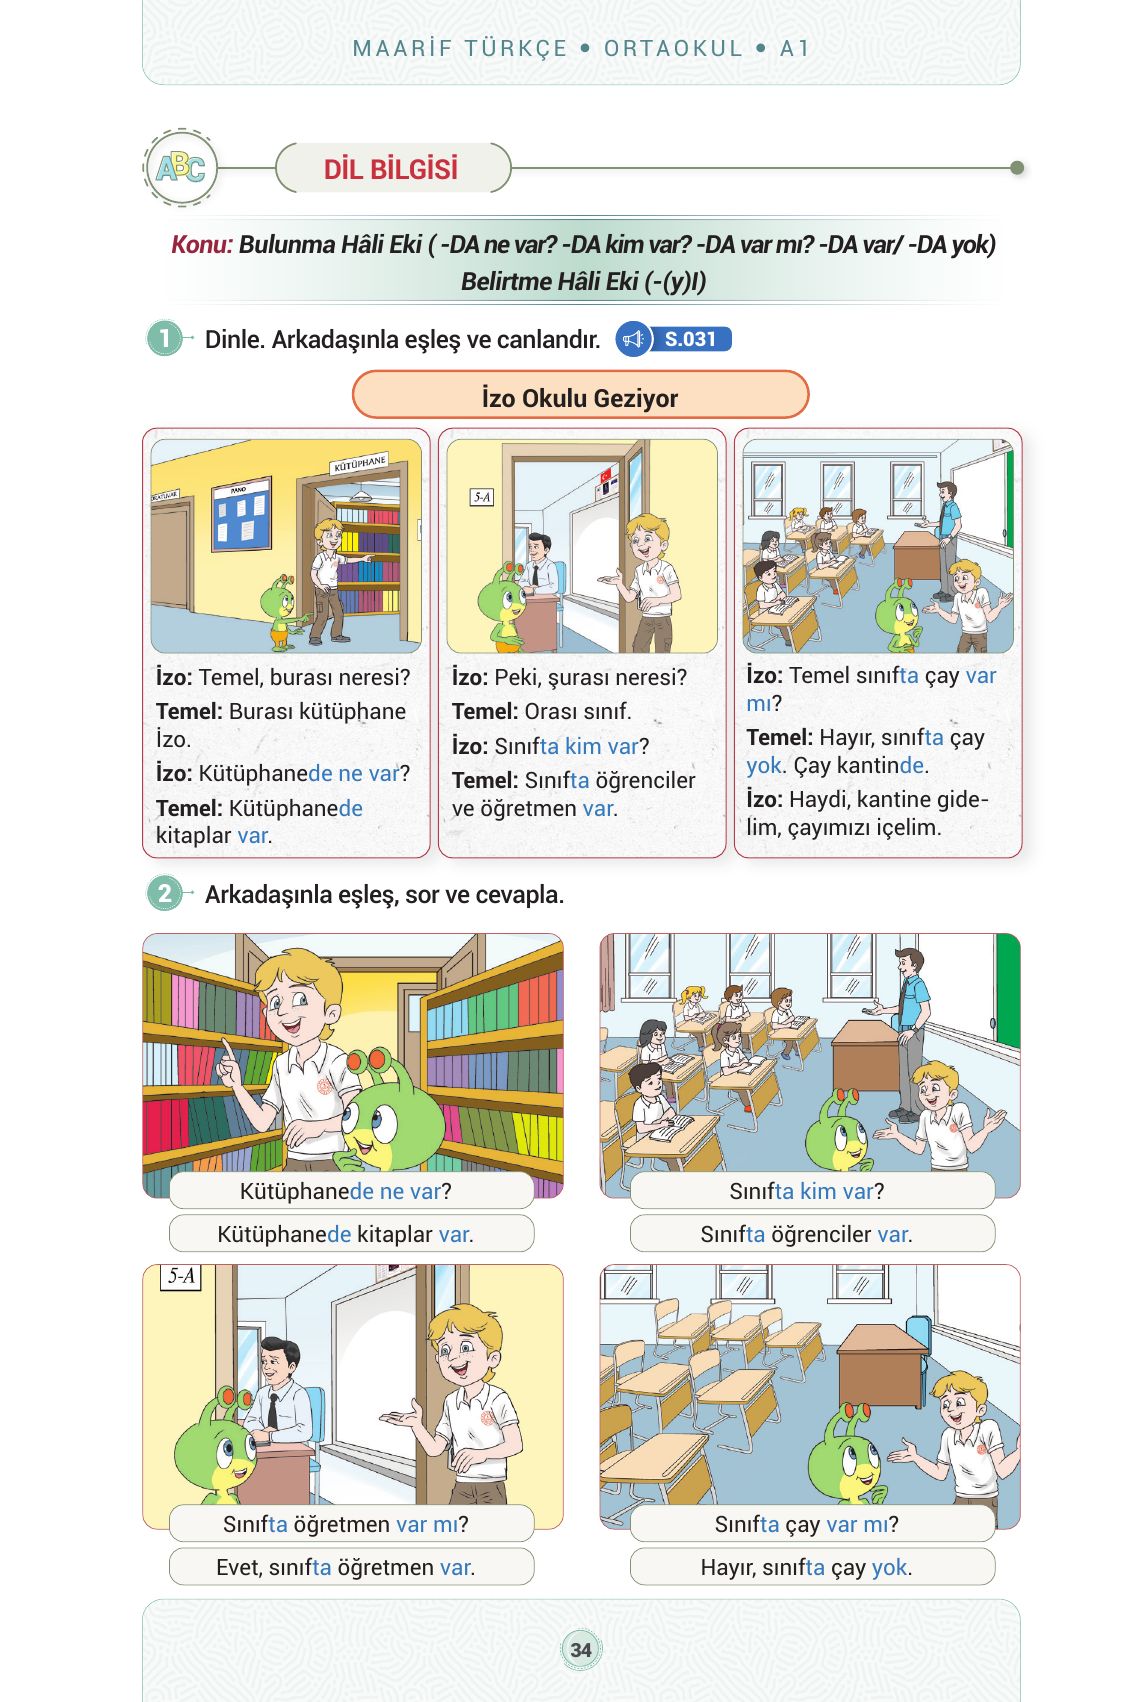 MAARİF TÜRKÇE • ORTAOKUL • A1
ABC
DİL BİLGİSİ
Konu: Bulunma Hâli Eki ( -DA ne var? -DA kim var? -DA var mı? -DA var/ -DA yok)
Belirtme Hâli Eki (-(y)I)
1 Dinle. Arkadaşınla eşleş ve canlandır. S.031
İzo Okulu Geziyor
KÜTÜPHANE
PANO
İzo: Temel, burası neresi?
Temel: Burası kütüphane
İzo.
İzo: Kütüphanede ne var?
Temel: Kütüphanede
kitaplar var.
5-A
İzo: Peki, şurası neresi?
Temel: Orası sınıf.
İzo: Sınıfta kim var?
Temel: Sınıfta öğrenciler
ve öğretmen var.
İzo: Temel sınıfta çay var
mı?
Temel: Hayır, sınıfta çay
yok. Çay kantinde.
İzo: Haydi, kantine gide-
lim, çayımızı içelim.
2 Arkadaşınla eşleş, sor ve cevapla.
Kütüphanede ne var?
Kütüphanede kitaplar var.
Sınıfta kim var?
Sınıfta öğrenciler var.
5-A
Sınıfta öğretmen var mı?
Evet, sınıfta öğretmen var.
Sınıfta çay var mı?
Hayır, sınıfta çay yok.
34